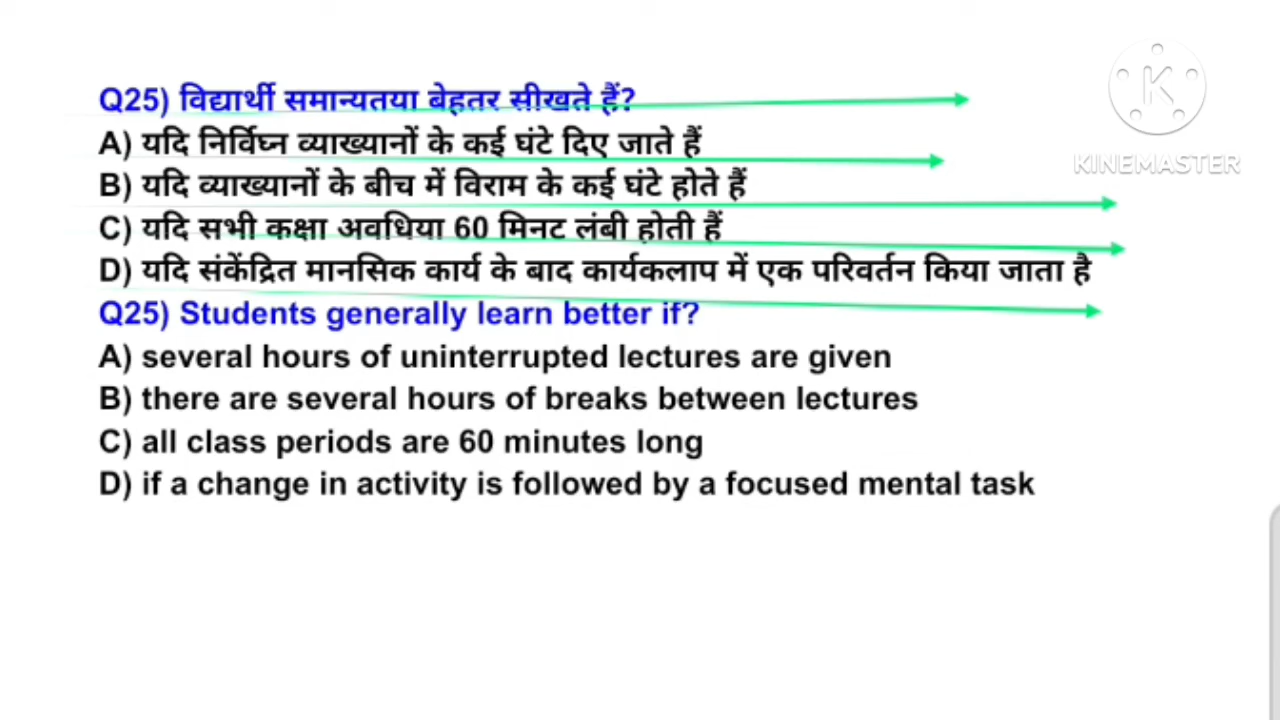 Q25) विद्यार्थी समान्यतया बेहतर सीखते हैं?
A) यदि निर्विघ्न व्याख्यानों के कई घंटे दिए जाते हैं
B) यदि व्याख्यानों के बीच में विराम के कई घंटे होते हैं
C) यदि सभी कक्षा अवधिया 60 मिनट लंबी होती हैं
D) यदि संकेंद्रित मानसिक कार्य के बाद कार्यकलाप में एक परिवर्तन किया जाता है
Q25) Students generally learn better if?
A) several hours of uninterrupted lectures are given
B) there are several hours of breaks between lectures
C) all class periods are 60 minutes long
D) if a change in activity is followed by a focused mental task
K
KINEMASTER